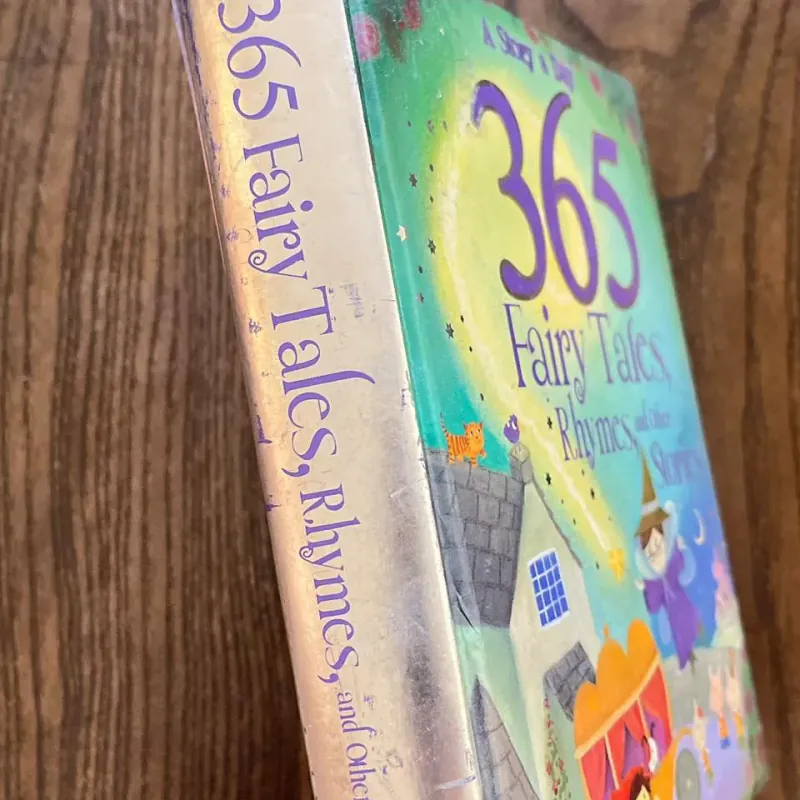 365 Fairy Tales, Rhymes, and Other
A Story a Day
365
Fairy Tales,
Rhymes, and Other
Stories